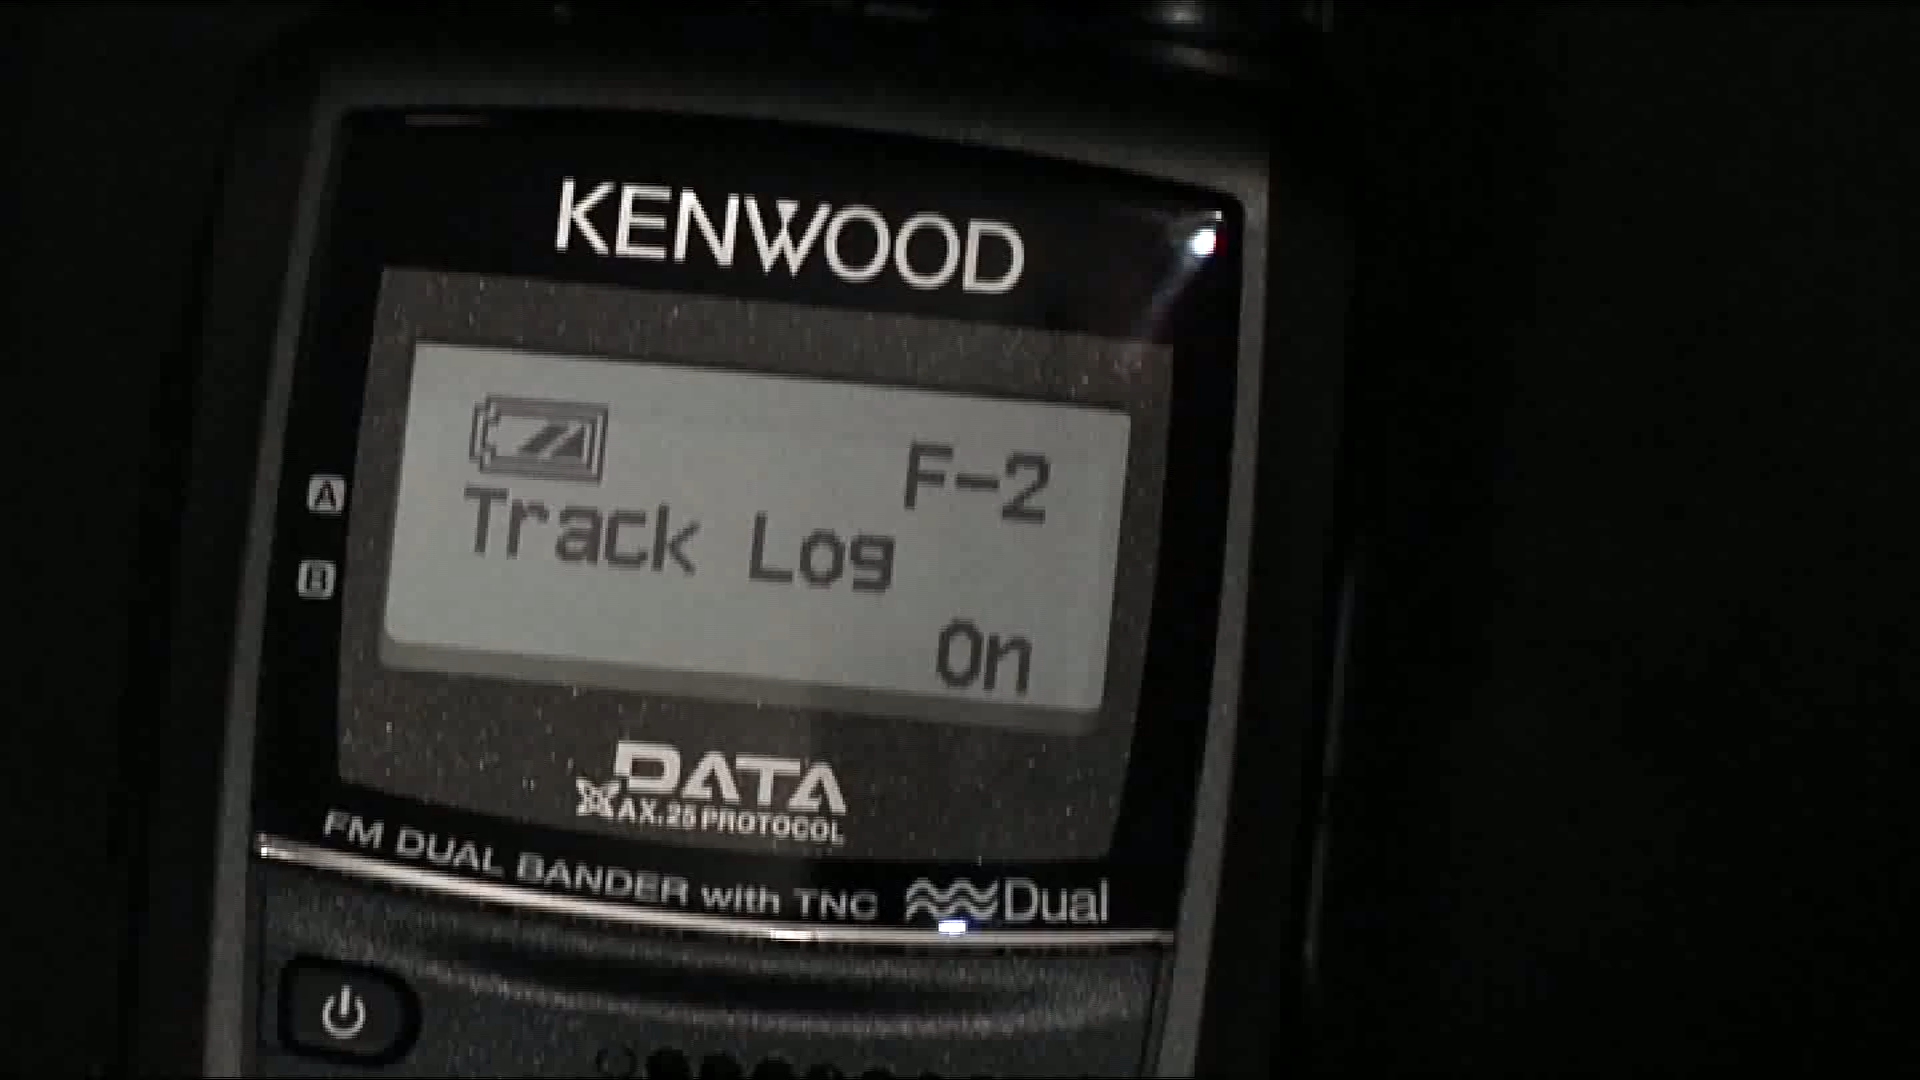 KENWOOD
F-2
A
Track Log
B
On
DATA
AX.25 PROTOCOL
FM DUAL BANDER with TNC Dual